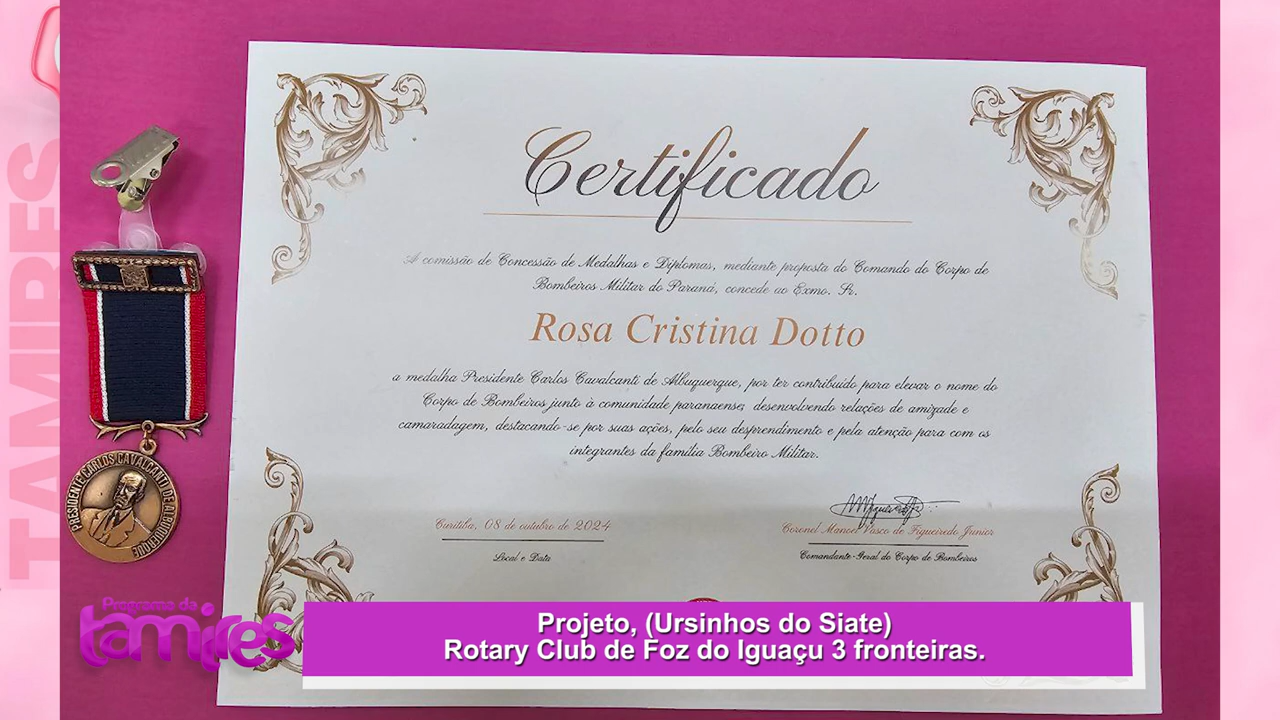 TAMIRES
Certificado
A comissão de Concessão de Medalhas e Diplomas, mediante proposta do Comando do Corpo de
Bombeiros Militar do Paraná, concede ao Exmo. Sr.
Rosa Cristina Dotto
a medalha Presidente Carlos Cavalcanti de Albuquerque, por ter contribuído para elevar o nome do
Corpo de Bombeiros junto à comunidade paranaense; desenvolvendo relações de amizade e
camaradagem, destacando-se por suas ações, pelo seu desprendimento e pela atenção para com os
integrantes da família Bombeiro Militar.
PRESIDENTE CARLOS CAVALCANTI DE ALBUQUERQUE
Curitiba, 08 de outubro de 2024
Local e Data
Coronel Manoel Vasco de Figueiredo Junior
Comandante-Geral do Corpo de Bombeiros
Programa da
tamires
Projeto, (Ursinhos do Siate)
Rotary Club de Foz do Iguaçu 3 fronteiras.